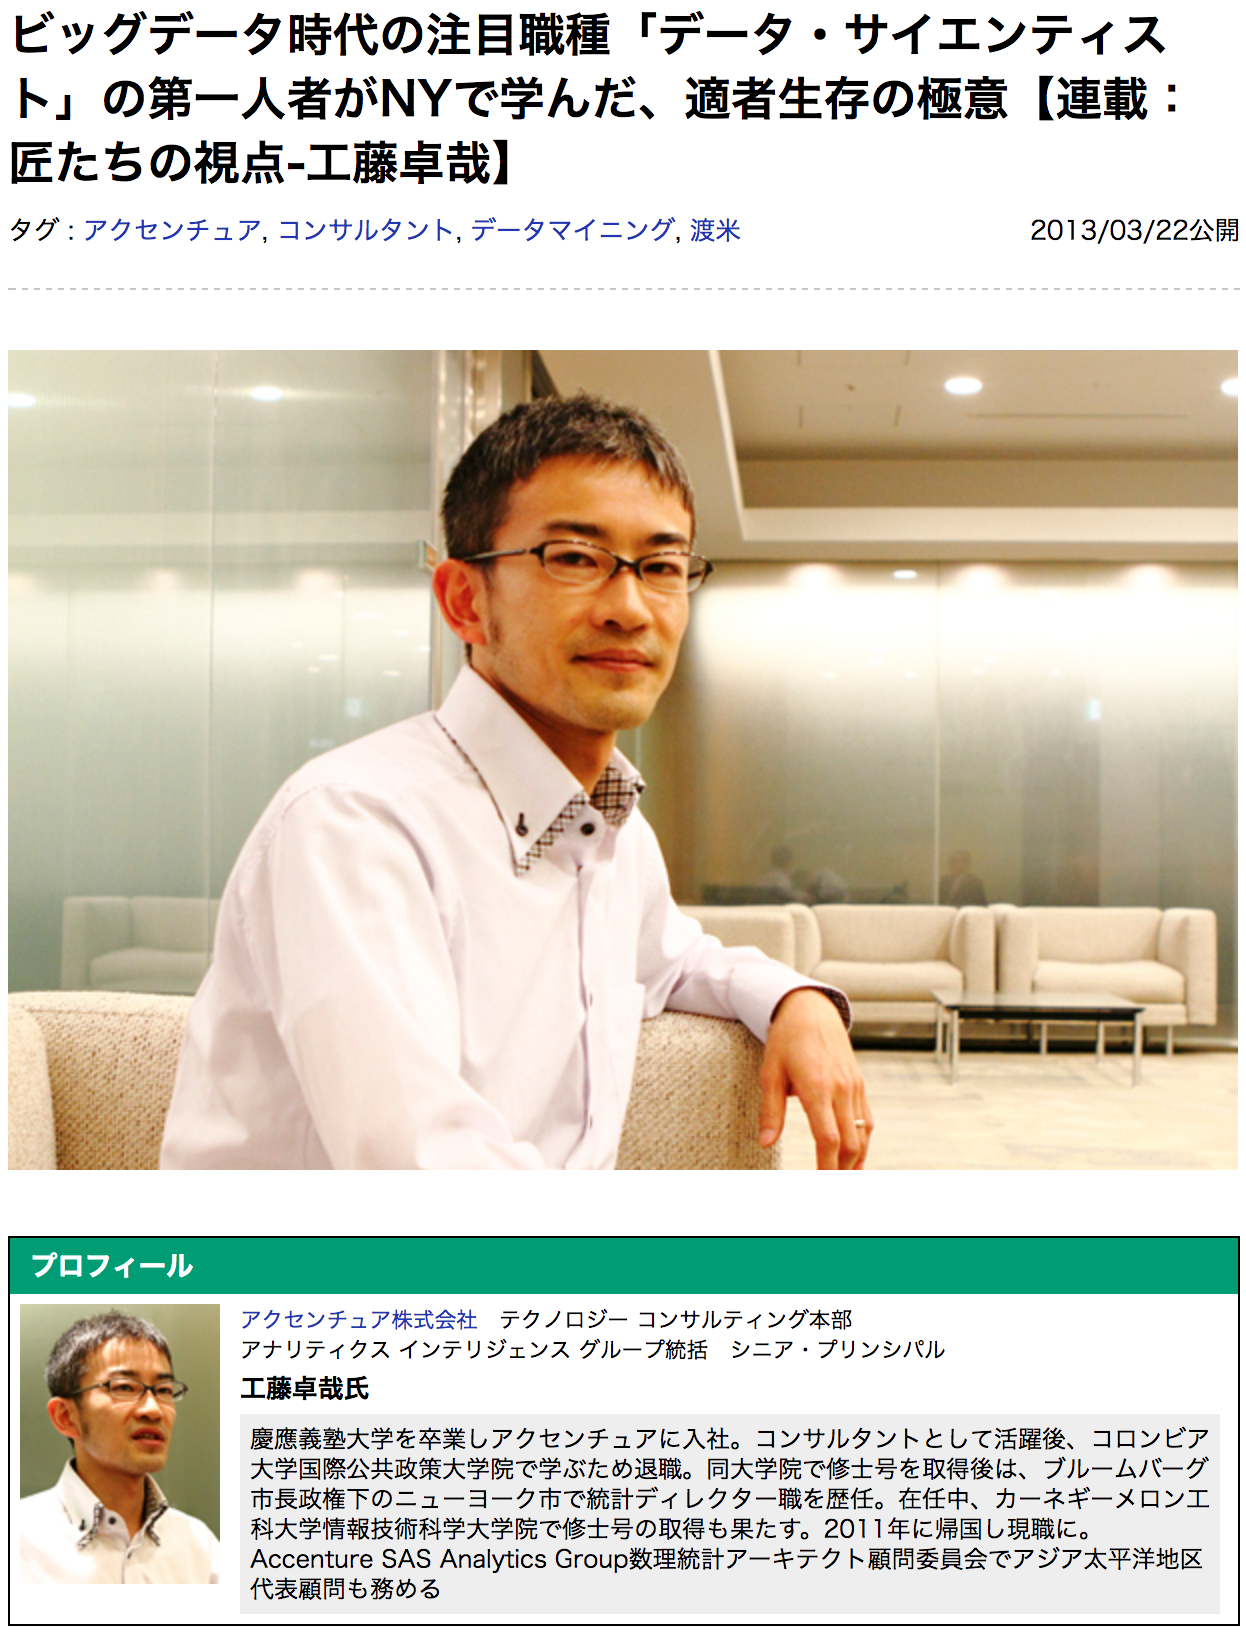 ビッグデータ時代の注目職種「データ・サイエンティス
ト」の第一人者がNYで学んだ、適者生存の極意【連載：
匠たちの視点-工藤卓哉】
タグ : アクセンチュア, コンサルタント, データマイニング, 渡米
2013/03/22公開
プロフィール
アクセンチュア株式会社　テクノロジー コンサルティング本部
アナリティクス インテリジェンス グループ統括　シニア・プリンシパル
工藤卓哉氏
慶應義塾大学を卒業しアクセンチュアに入社。コンサルタントとして活躍後、コロンビア
大学国際公共政策大学院で学ぶため退職。同大学院で修士号を取得後は、ブルームバーグ
市長政権下のニューヨーク市で統計ディレクター職を歴任。在任中、カーネギーメロン工
科大学情報技術科学大学院で修士号の取得も果たす。2011年に帰国し現職に。
Accenture SAS Analytics Group数理統計アーキテクト顧問委員会でアジア太平洋地区
代表顧問も務める